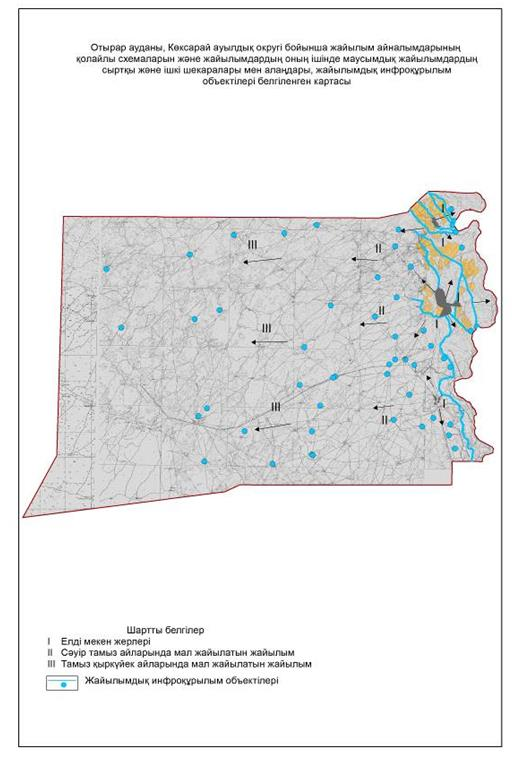 Отырар ауданы, Көксарай ауылдық округі бойынша жайылым айналымдарының
қолайлы схемаларын және жайылымдардың оның ішінде маусымдық жайылымдардың
сыртқы және ішкі шекаралары мен алаңдары, жайылымдық инфроқұрылым
объектілері белгіленген картасы
I
III
II
I
I
II
III
I
III
I
II
Шартты белгілер
I Елді мекен жерлері
II Сәуір тамыз айларында мал жайылатын жайылым
III Тамыз қыркүйек айларында мал жайылатын жайылым
Жайылымдық инфроқұрылым объектілері